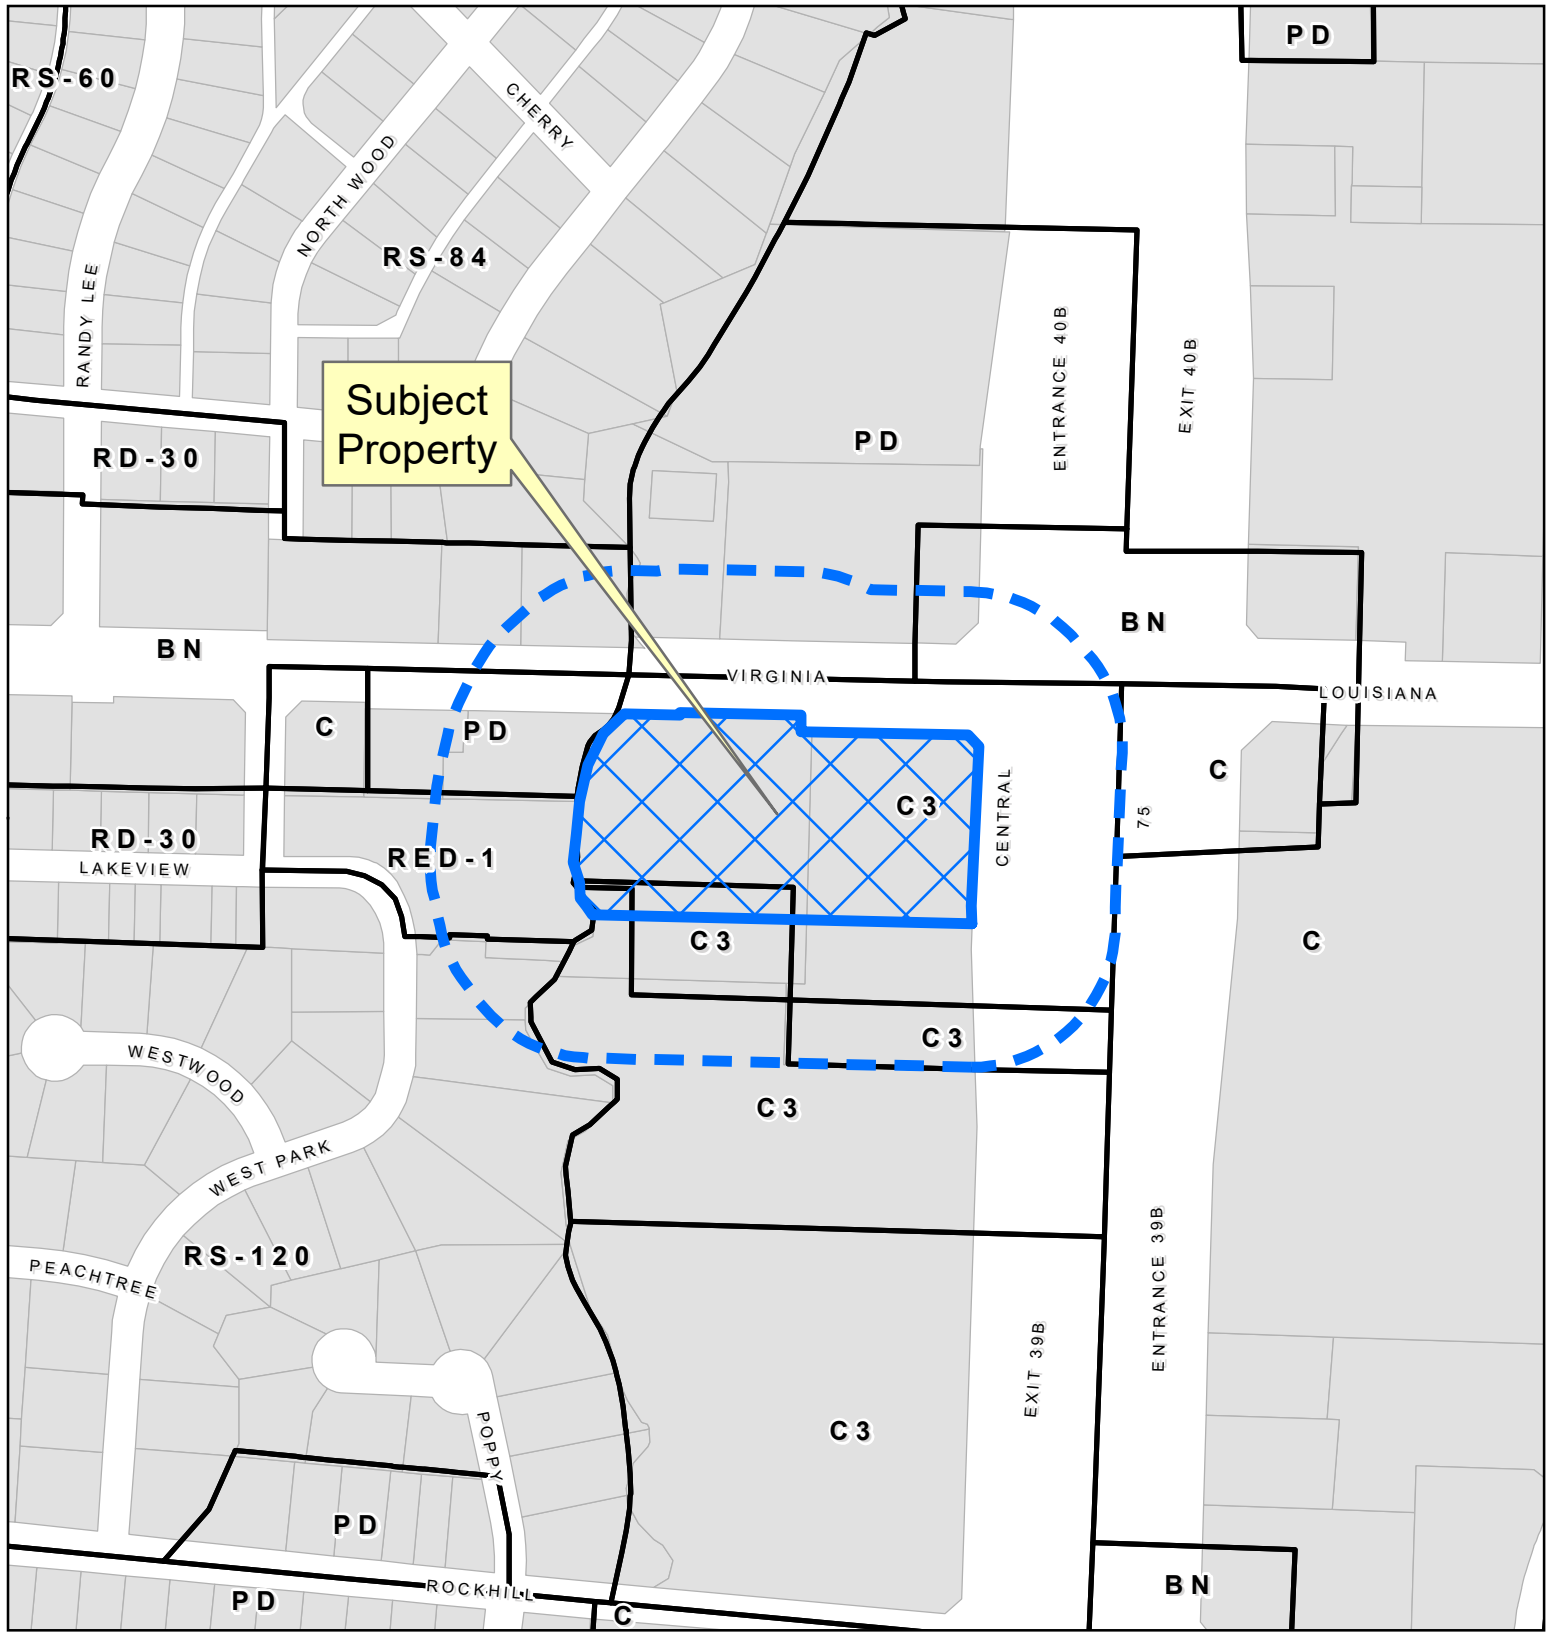 PD
RS-60
CHERRY
NORTH WOOD
RS-84
RANDY LEE
ENTRANCE 40B
EXIT 40B
Subject
Property
PD
RD-30
BN
BN
VIRGINIA
LOUISIANA
C
PD
C
C3
CENTRAL
75
RD-30
RED-1
LAKEVIEW
C3
C
C3
WESTWOOD
C3
WEST PARK
RS-120
PEACHTREE
ENTRANCE 39B
EXIT 39B
C3
POPPY
PD
BN
ROCKHILL
PD
C